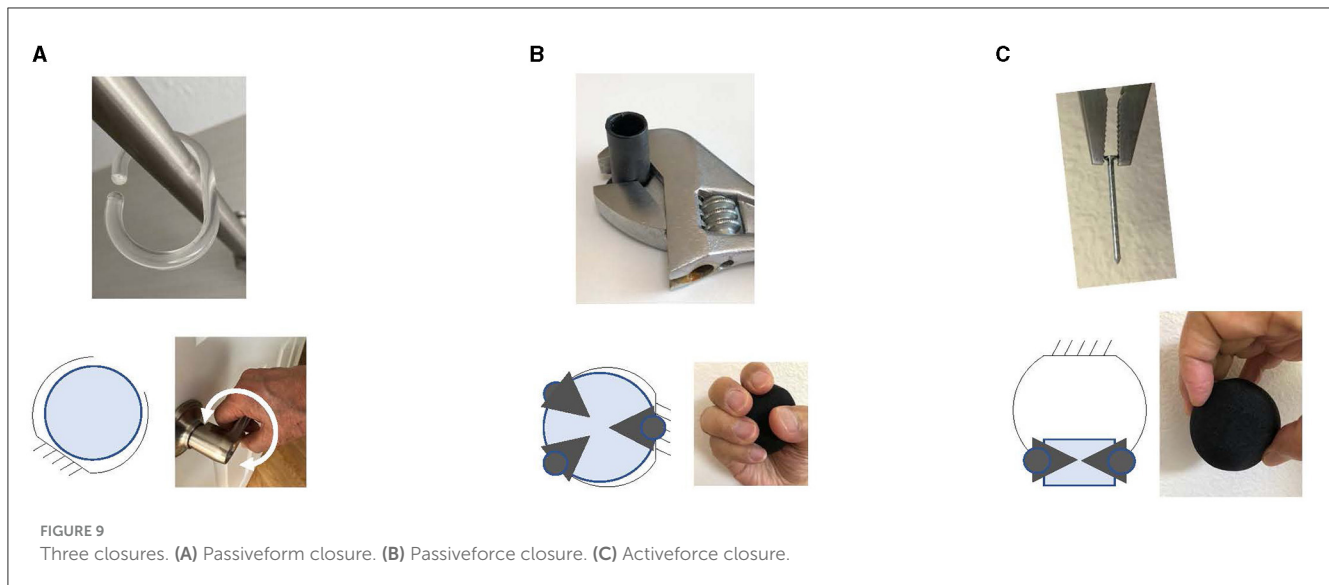 A
B
C
FIGURE 9
Three closures. (A) Passiveform closure. (B) Passiveforce closure. (C) Activeforce closure.